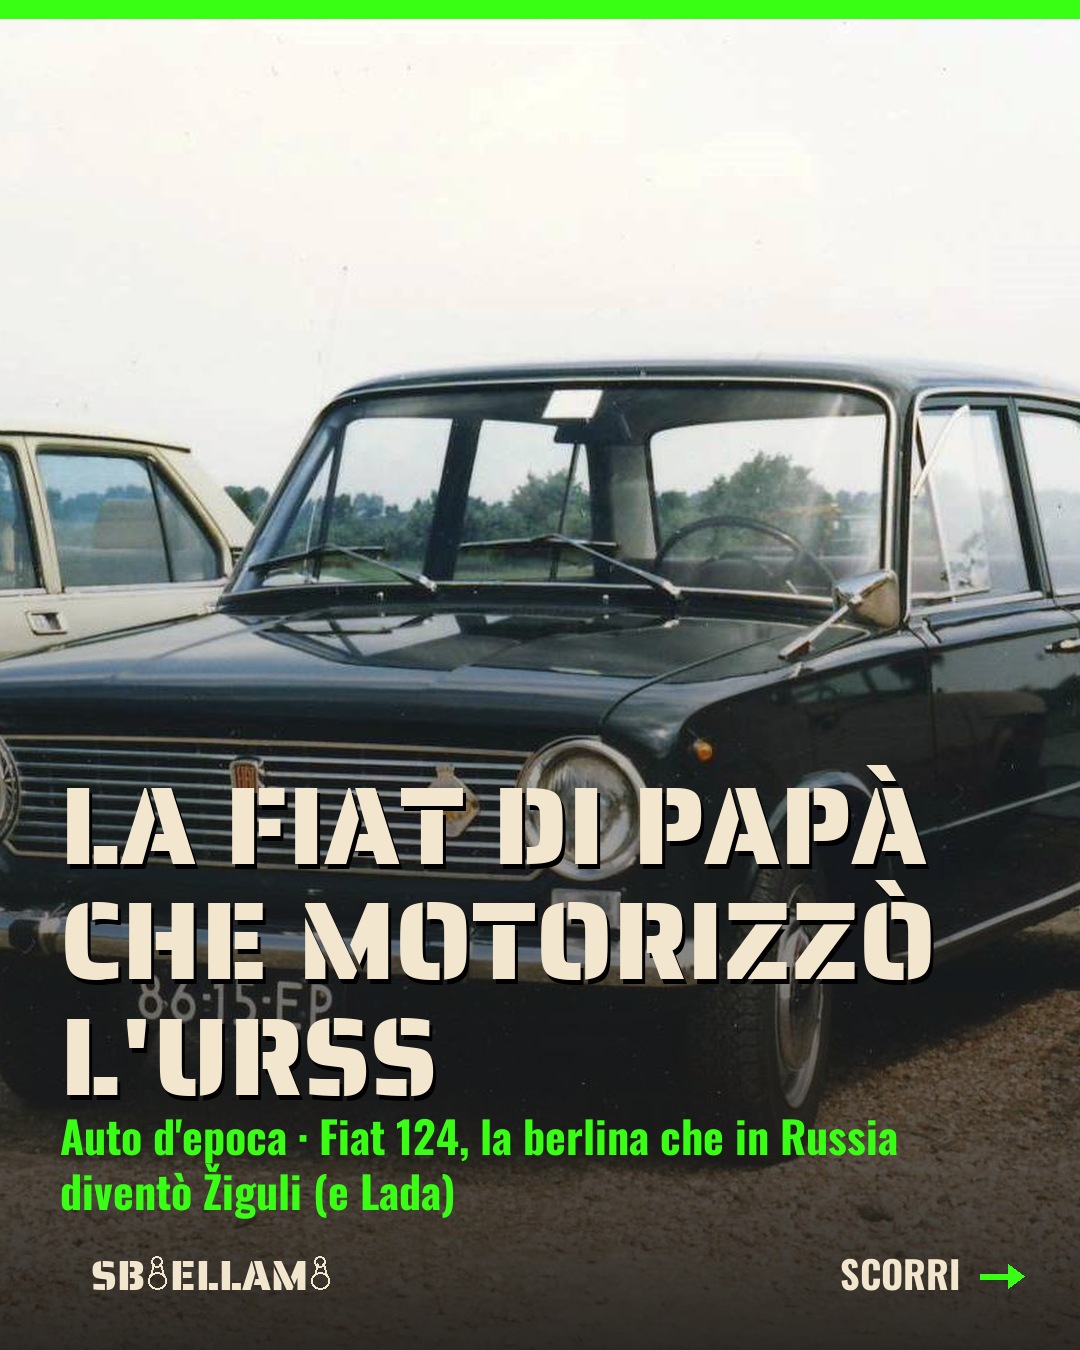 LA FIAT DI PAPÀ
CHE MOTORIZZÒ
86·15·EP
L'URSS
Auto d'epoca · Fiat 124, la berlina che in Russia
diventò Žiguli (e Lada)
SB8ELLAM8
SCORRI